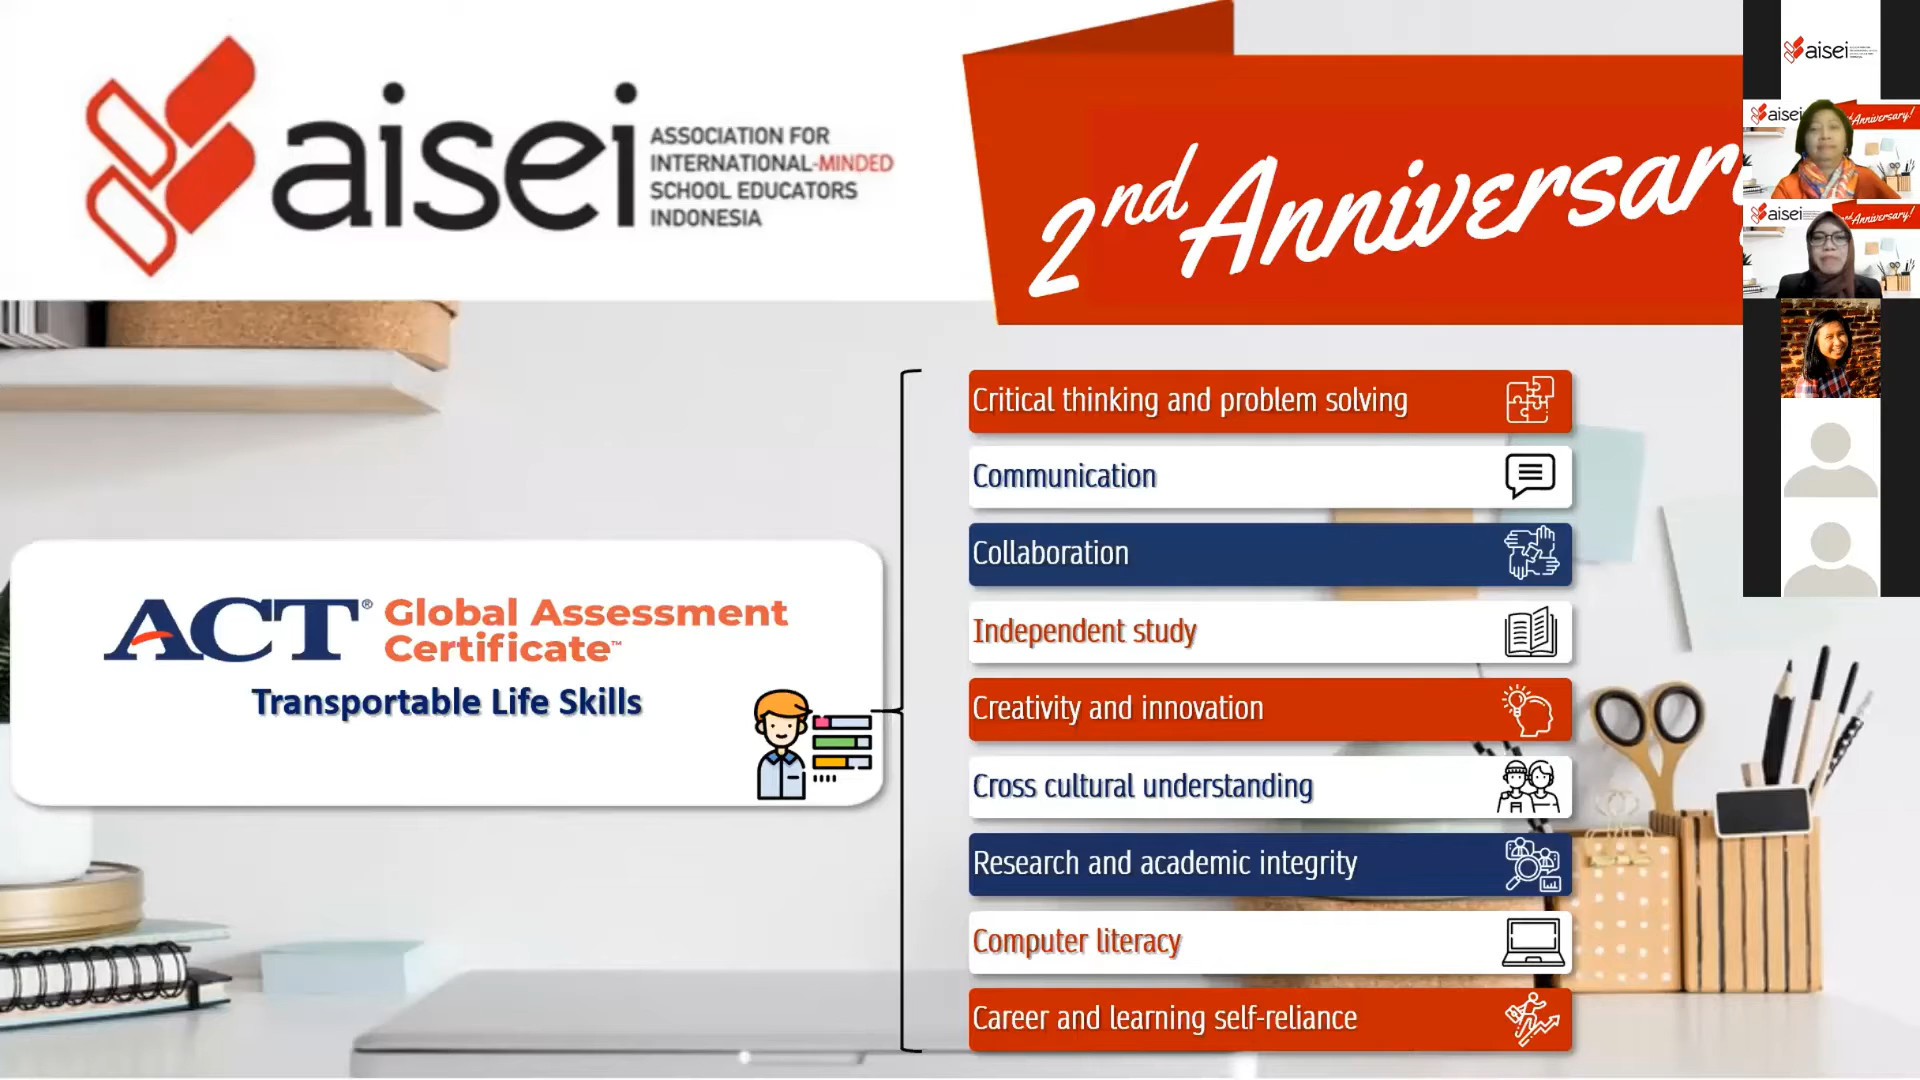 aisei
ASSOCIATION FOR
INTERNATIONAL-MINDED
SCHOOL EDUCATORS
INDONESIA
2nd Anniversary
ACT® Global Assessment
Certificate™
Transportable Life Skills
Critical thinking and problem solving
Communication
Collaboration
Independent study
Creativity and innovation
Cross cultural understanding
Research and academic integrity
Computer literacy
Career and learning self-reliance
aisei
aisei
Anniversary!
aisei
Anniversary!